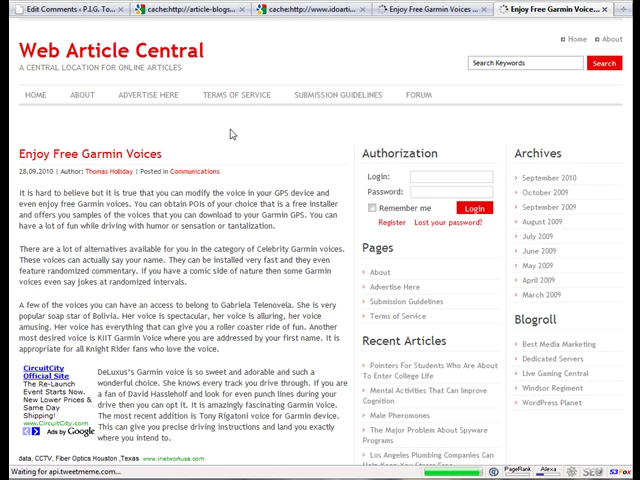 Edit Comments ‹ P.I.G. To...
cache:http://article-blogs...
cache:http://www.idoarti...
Enjoy Free Garmin Voices ...
Enjoy Free Garmin Voice...
Home
About
Web Article Central
A CENTRAL LOCATION FOR ONLINE ARTICLES
Search Keywords
Search
HOME
ABOUT
ADVERTISE HERE
TERMS OF SERVICE
SUBMISSION GUIDELINES
FORUM
Enjoy Free Garmin Voices
28.09.2010 | Author: Thomas Holliday | Posted in Communications
It is hard to believe but it is true that you can modify the voice in your GPS device and
even enjoy free Garmin voices. You can obtain POIs of your choice that is a free installer
and offers you samples of the voices that you can download to your Garmin GPS. You can
have a lot of fun while driving with humor or sensation or tantalization.
There are a lot of alternatives available for you in the category of Celebrity Garmin voices.
These voices can actually say your name. They can be installed very fast and they even
feature randomized commentary. If you have a comic side of nature then some Garmin
voices even say jokes at randomized intervals.
A few of the voices you can have an access to belong to Gabriela Telenovela. She is very
popular soap star of Bolivia. Her voice is spectacular, her voice is alluring, her voice
amusing. Her voice has everything that can give you a roller coaster ride of fun. Another
most desired voice is KIIT Garmin Voice where you are addressed by your first name. It is
appropriate for all Knight Rider fans who love the voice.
CircuitCity
Official Site
The Re-Launch
Event Starts Now.
New Lower Prices &
Same Day
Shipping!
www.CircuitCity.com
Ads by Google
DeLuxus's Garmin voice is so sweet and adorable and such a
wonderful choice. She knows every track you drive through. If you are
a fan of David Hassleholf and look for even punch lines during your
drive then you can opt it. It is amazingly fascinating Garmin Voice.
The most recent addition is Tony Rigatoni voice for Garmin device.
This can give you precise driving instructions and land you exactly
where you intend to.
data, CCTV, Fiber Optics Houston ,Texas www.inetworkusa.com
Authorization
Login:
Password:
Remember me
Login
Register
Lost your password?
Pages
About
Advertise Here
Submission Guidelines
Terms of Service
Recent Articles
Pointers For Students Who Are About
To Enter College Life
Mental Activities That Can Improve
Cognition
Male Pheromones
The Major Problem About Spyware
Programs
Los Angeles Plumbing Companies Can
Archives
September 2010
October 2009
September 2009
August 2009
July 2009
June 2009
May 2009
April 2009
March 2009
Blogroll
Best Media Marketing
Dedicated Servers
Live Gaming Central
Windsor Regiment
WordPress Planet
Waiting for api.tweetmeme.com...
PageRank
Alexa
SEO
S3Fox